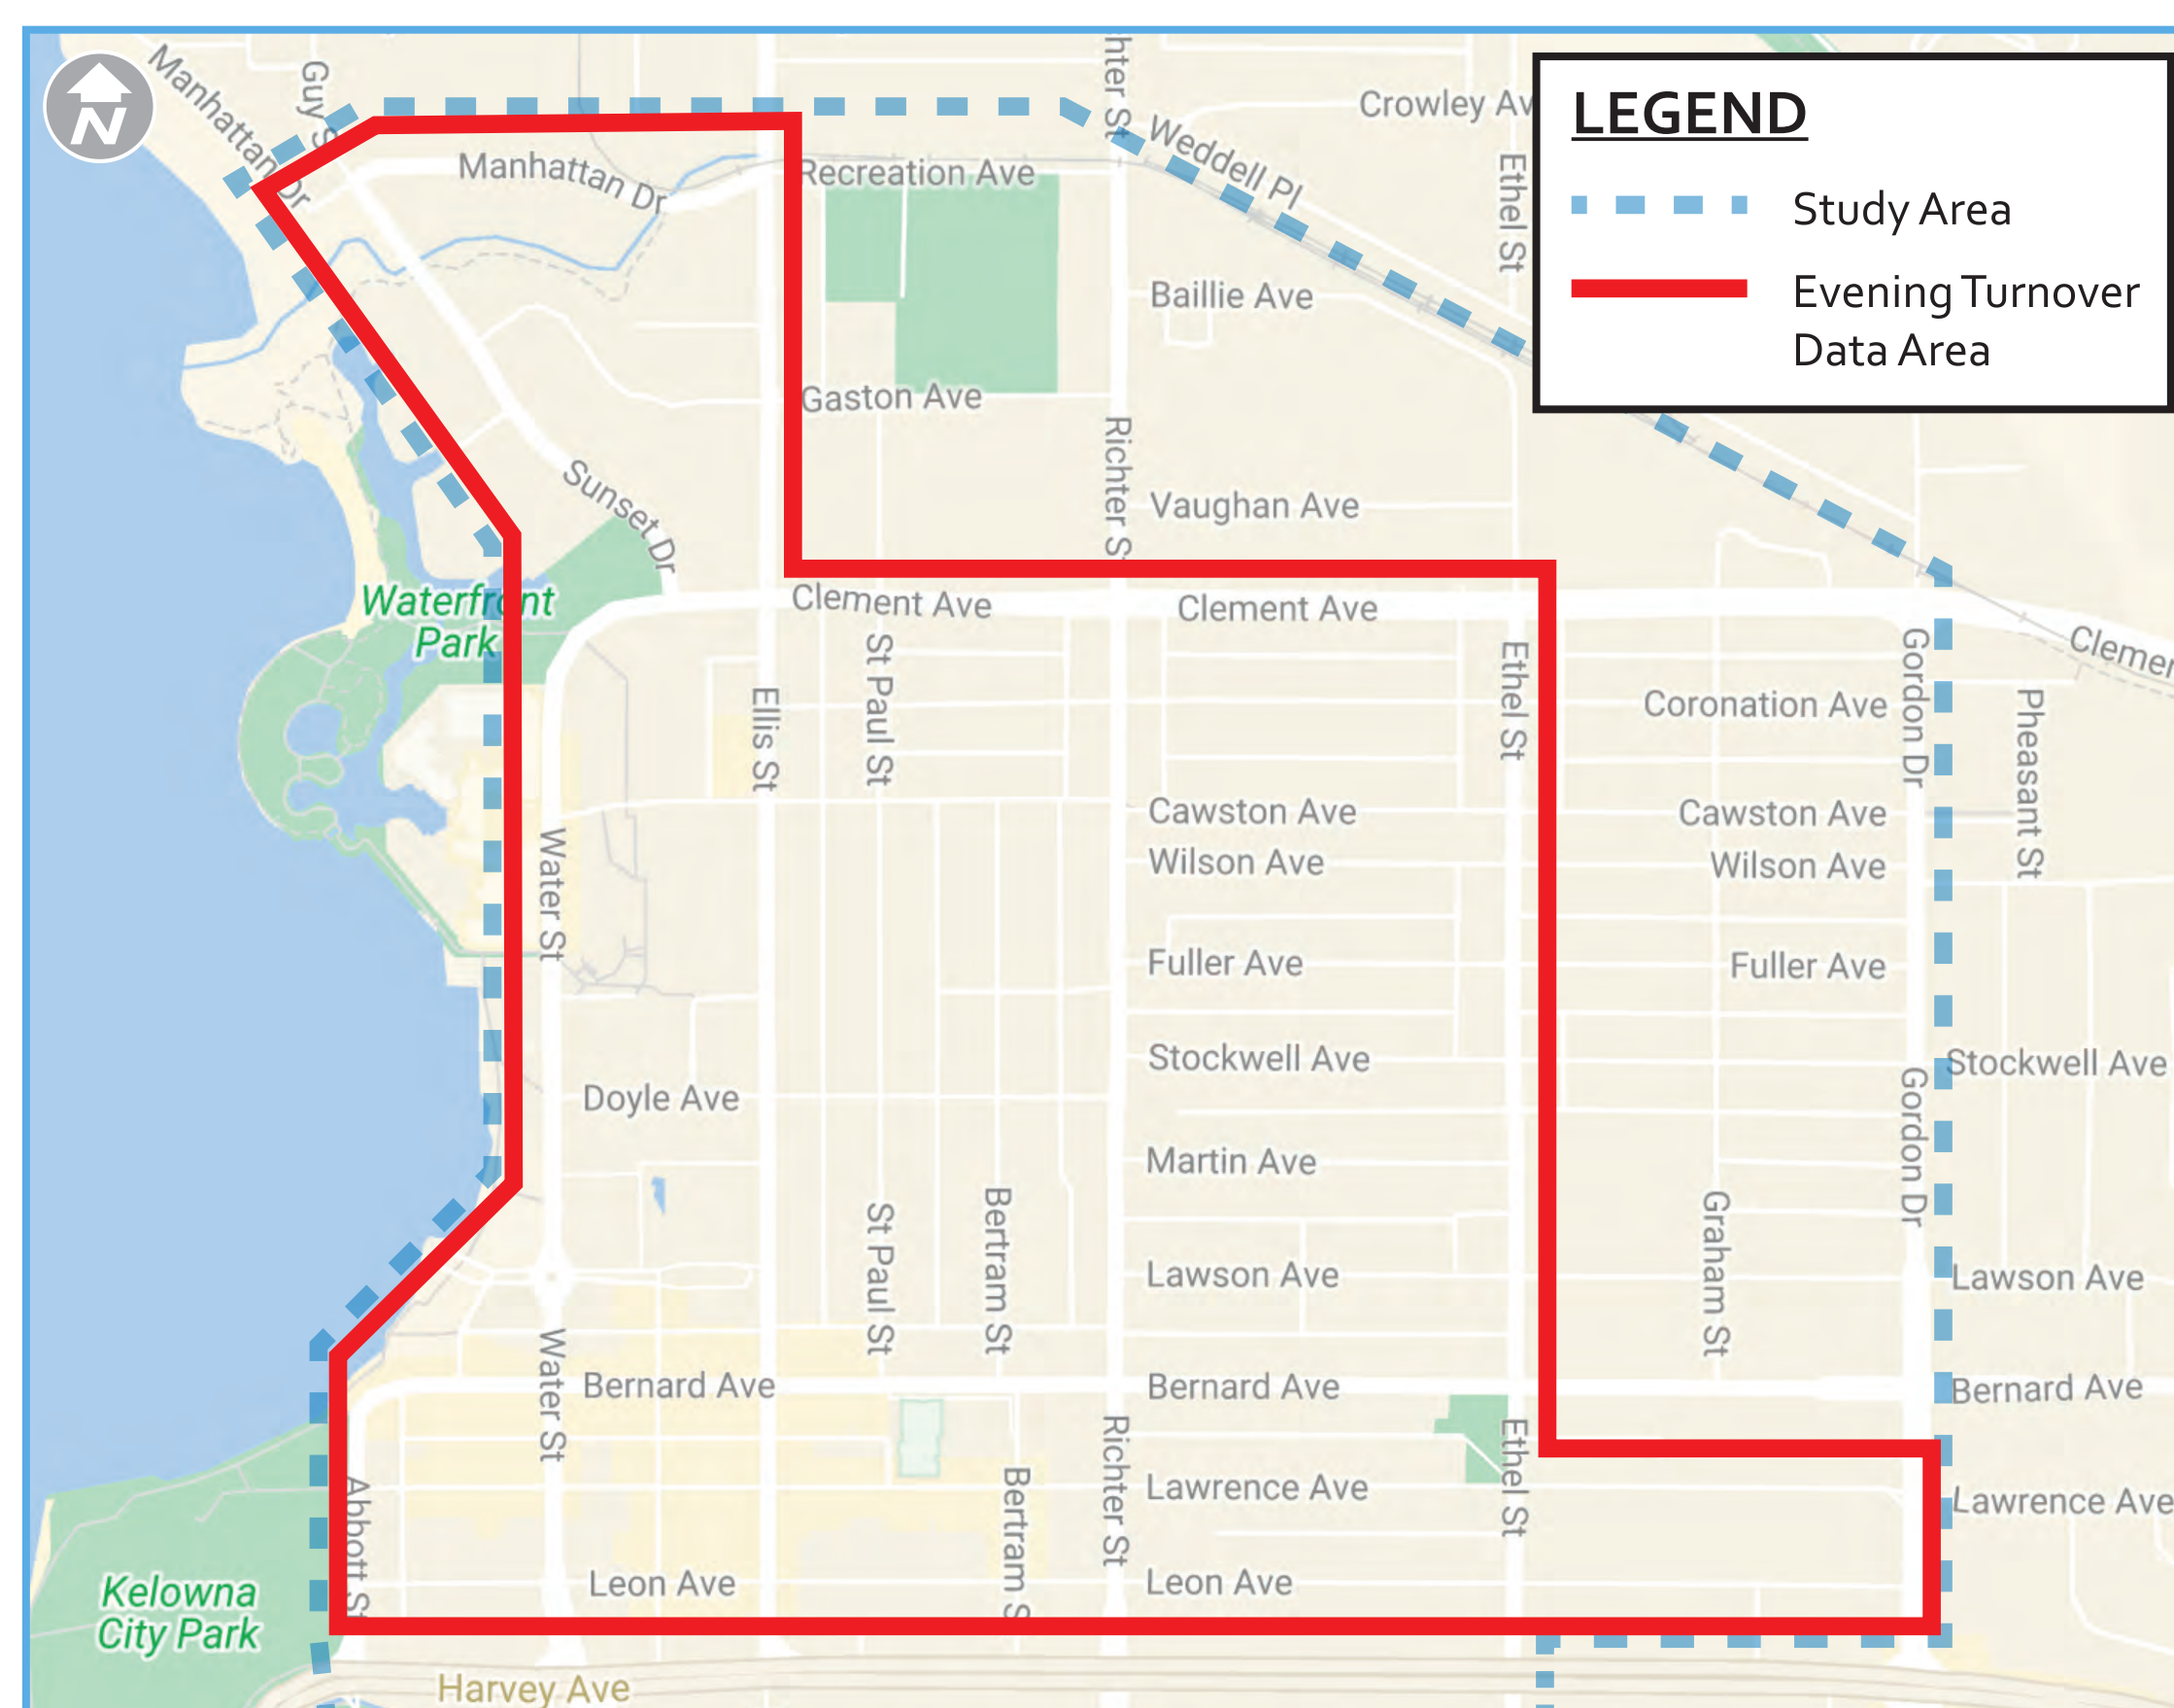 N
Manhattan Dr
Guy S
hter St
Weddell Pl
Crowley Av
Ethel St
LEGEND
Study Area
Evening Turnover
Data Area
Manhattan Dr
Recreation Ave
Baillie Ave
Gaston Ave
Richter S
Vaughan Ave
Sunset Dr
Waterfront
Park
Clement Ave
Clement Ave
Clemen
Ellis St
St Paul St
Ethel St
Coronation Ave
Gordon Dr
Pheasant St
Water St
Cawston Ave
Cawston Ave
Wilson Ave
Wilson Ave
Fuller Ave
Fuller Ave
Stockwell Ave
Stockwell Ave
Doyle Ave
Gordon Dr
Martin Ave
St Paul St
Bertram St
Graham St
Lawson Ave
Lawson Ave
Water St
Bernard Ave
Bernard Ave
Bernard Ave
Abbott St
Bertram S
Richter St
Lawrence Ave
Ethel St
Lawrence Ave
Kelowna
City Park
Leon Ave
Leon Ave
Harvey Ave